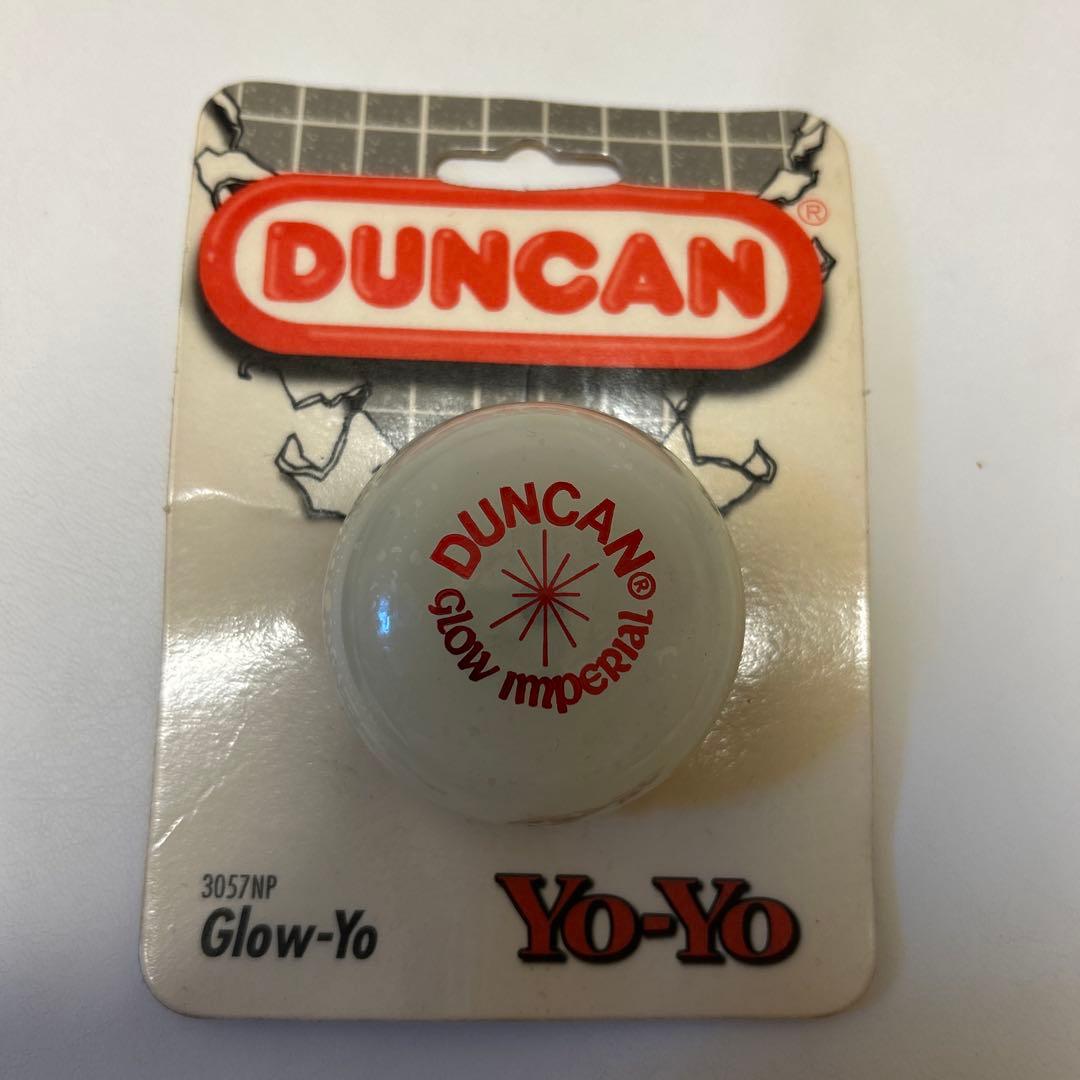 DUNCAN®
DUNCAN®
GLOW IMPERIAL
3057NP
Glow-Yo
YO-YO